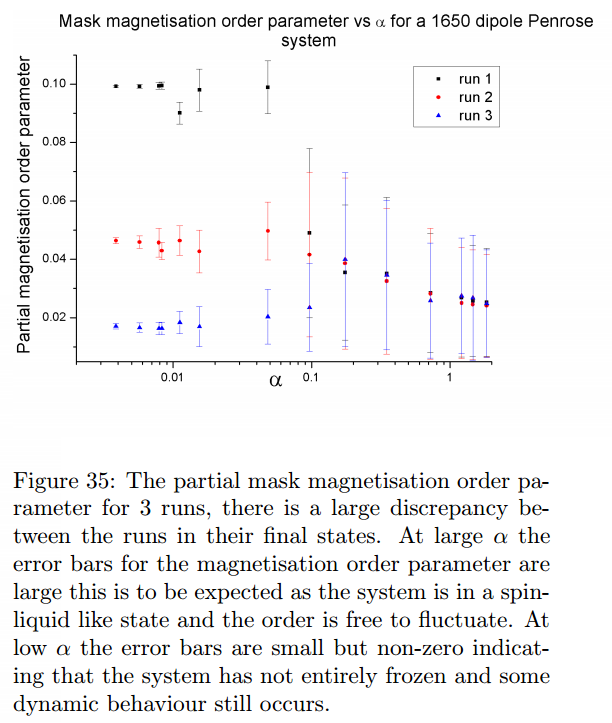 Mask magnetisation order parameter vs α for a 1650 dipole Penrose
system
Partial magnetisation order parameter
0.10
0.08
0.06
0.04
0.02
run 1
run 2
run 3
0.01
0.1
1
α
Figure 35: The partial mask magnetisation order pa-
rameter for 3 runs, there is a large discrepancy be-
tween the runs in their final states. At large α the
error bars for the magnetisation order parameter are
large this is to be expected as the system is in a spin-
liquid like state and the order is free to fluctuate. At
low α the error bars are small but non-zero indicat-
ing that the system has not entirely frozen and some
dynamic behaviour still occurs.